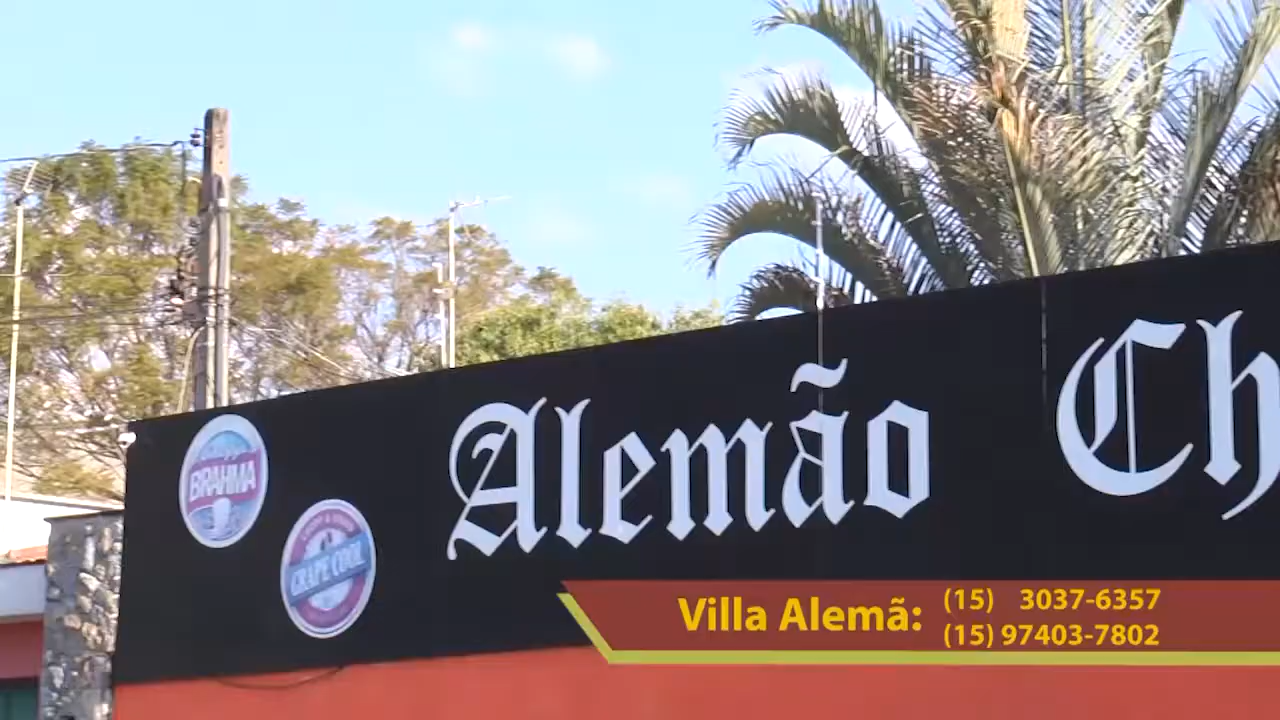 BRAHMA
GRAPE COOL
Alemão Ch
Villa Alemã:
(15) 3037-6357
(15) 97403-7802